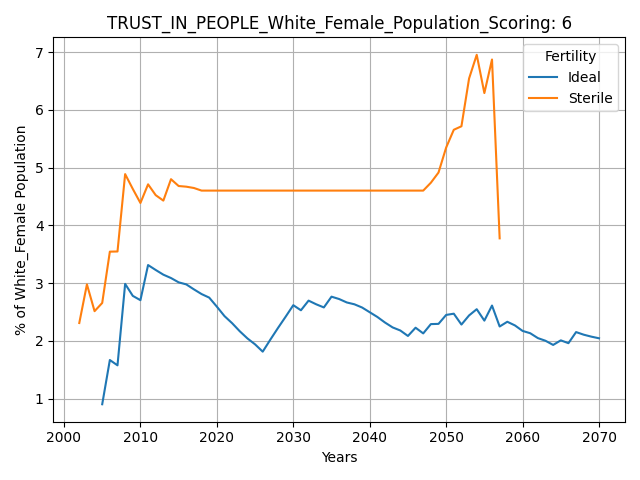 TRUST_IN_PEOPLE_White_Female_Population_Scoring: 6
Fertility
Ideal
Sterile
% of White_Female Population
7
6
5
4
3
2
1
2000 2010 2020 2030 2040 2050 2060 2070
Years